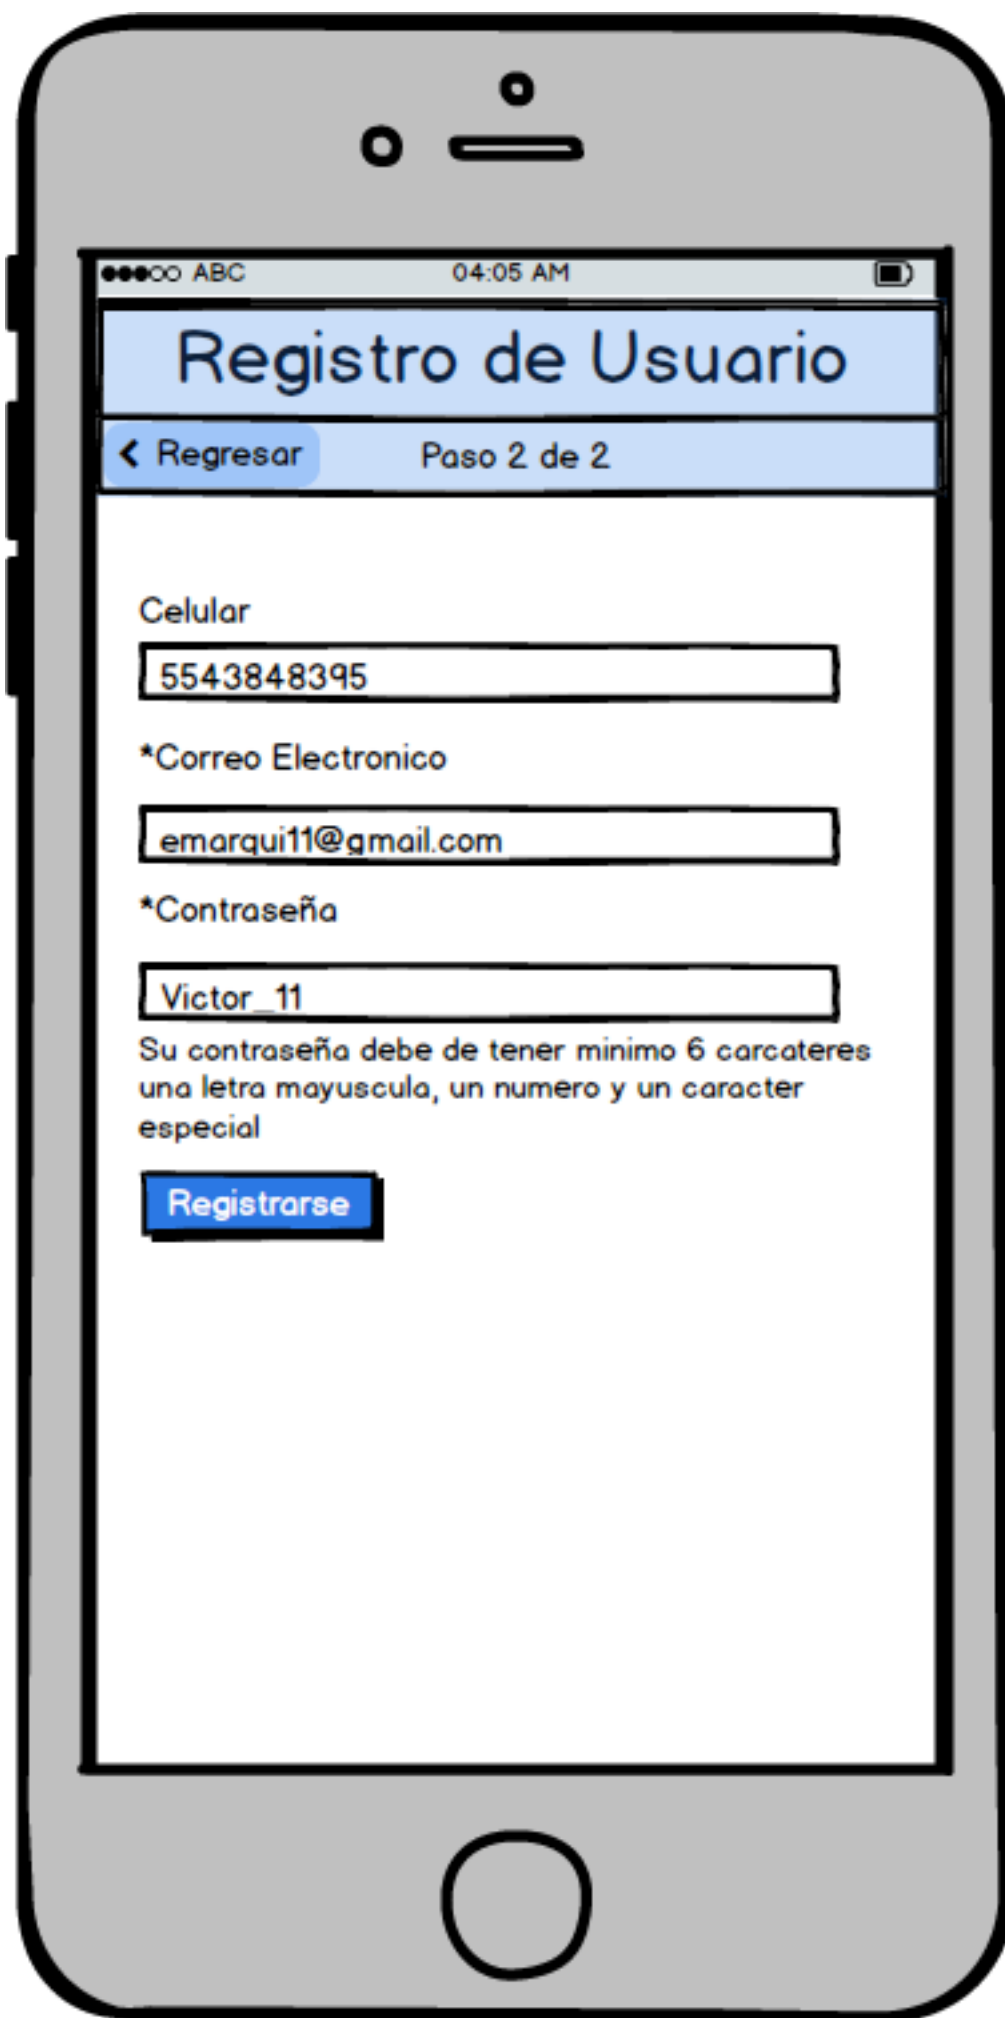 ABC 04:05 AM
Registro de Usuario
Regresar Paso 2 de 2
Celular
5543848395
*Correo Electronico
emarqui11@gmail.com
*Contraseña
Victor_11
Su contraseña debe de tener minimo 6 carcateres
una letra mayuscula, un numero y un caracter
especial
Registrarse